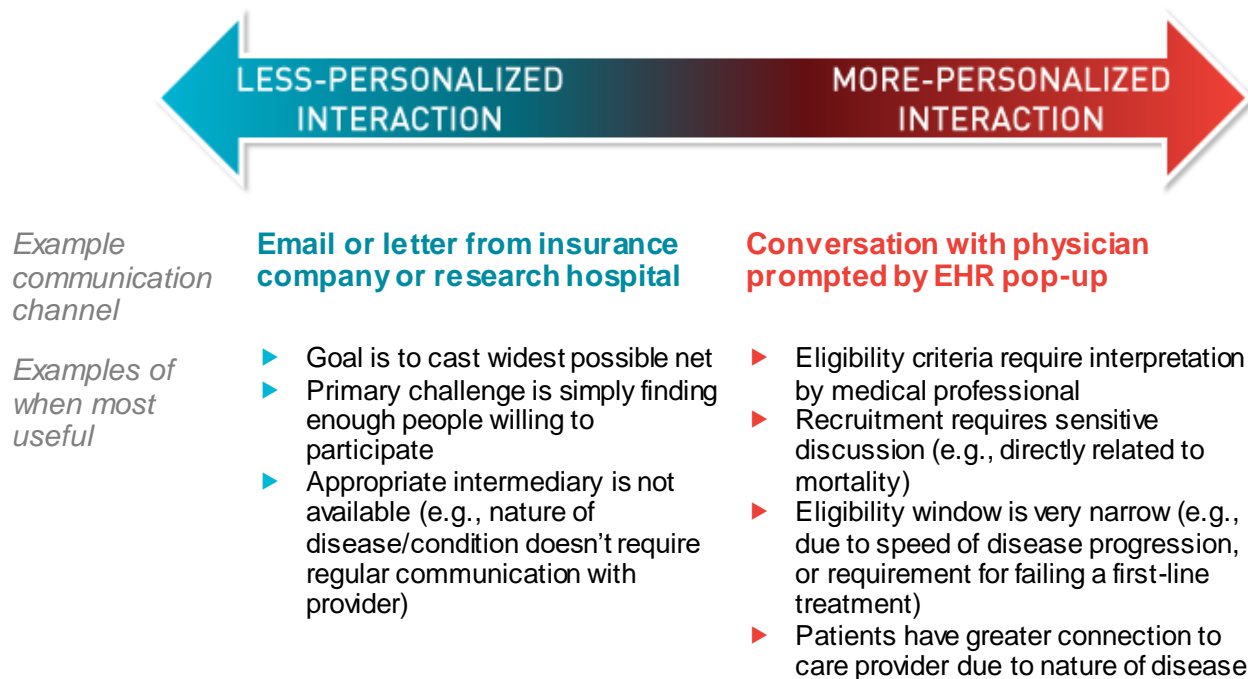 LESS-PERSONALIZED
INTERACTION
MORE-PERSONALIZED
INTERACTION
Example
communication
channel
Email or letter from insurance
company or research hospital
Conversation with physician
prompted by EHR pop-up
Examples of
when most
useful
Goal is to cast widest possible net
Primary challenge is simply finding
enough people willing to
participate
Appropriate intermediary is not
available (e.g., nature of
disease/condition doesn't require
regular communication with
provider)
Eligibility criteria require interpretation
by medical professional
Recruitment requires sensitive
discussion (e.g., directly related to
mortality)
Eligibility window is very narrow (e.g.,
due to speed of disease progression,
or requirement for failing a first-line
treatment)
Patients have greater connection to
care provider due to nature of disease